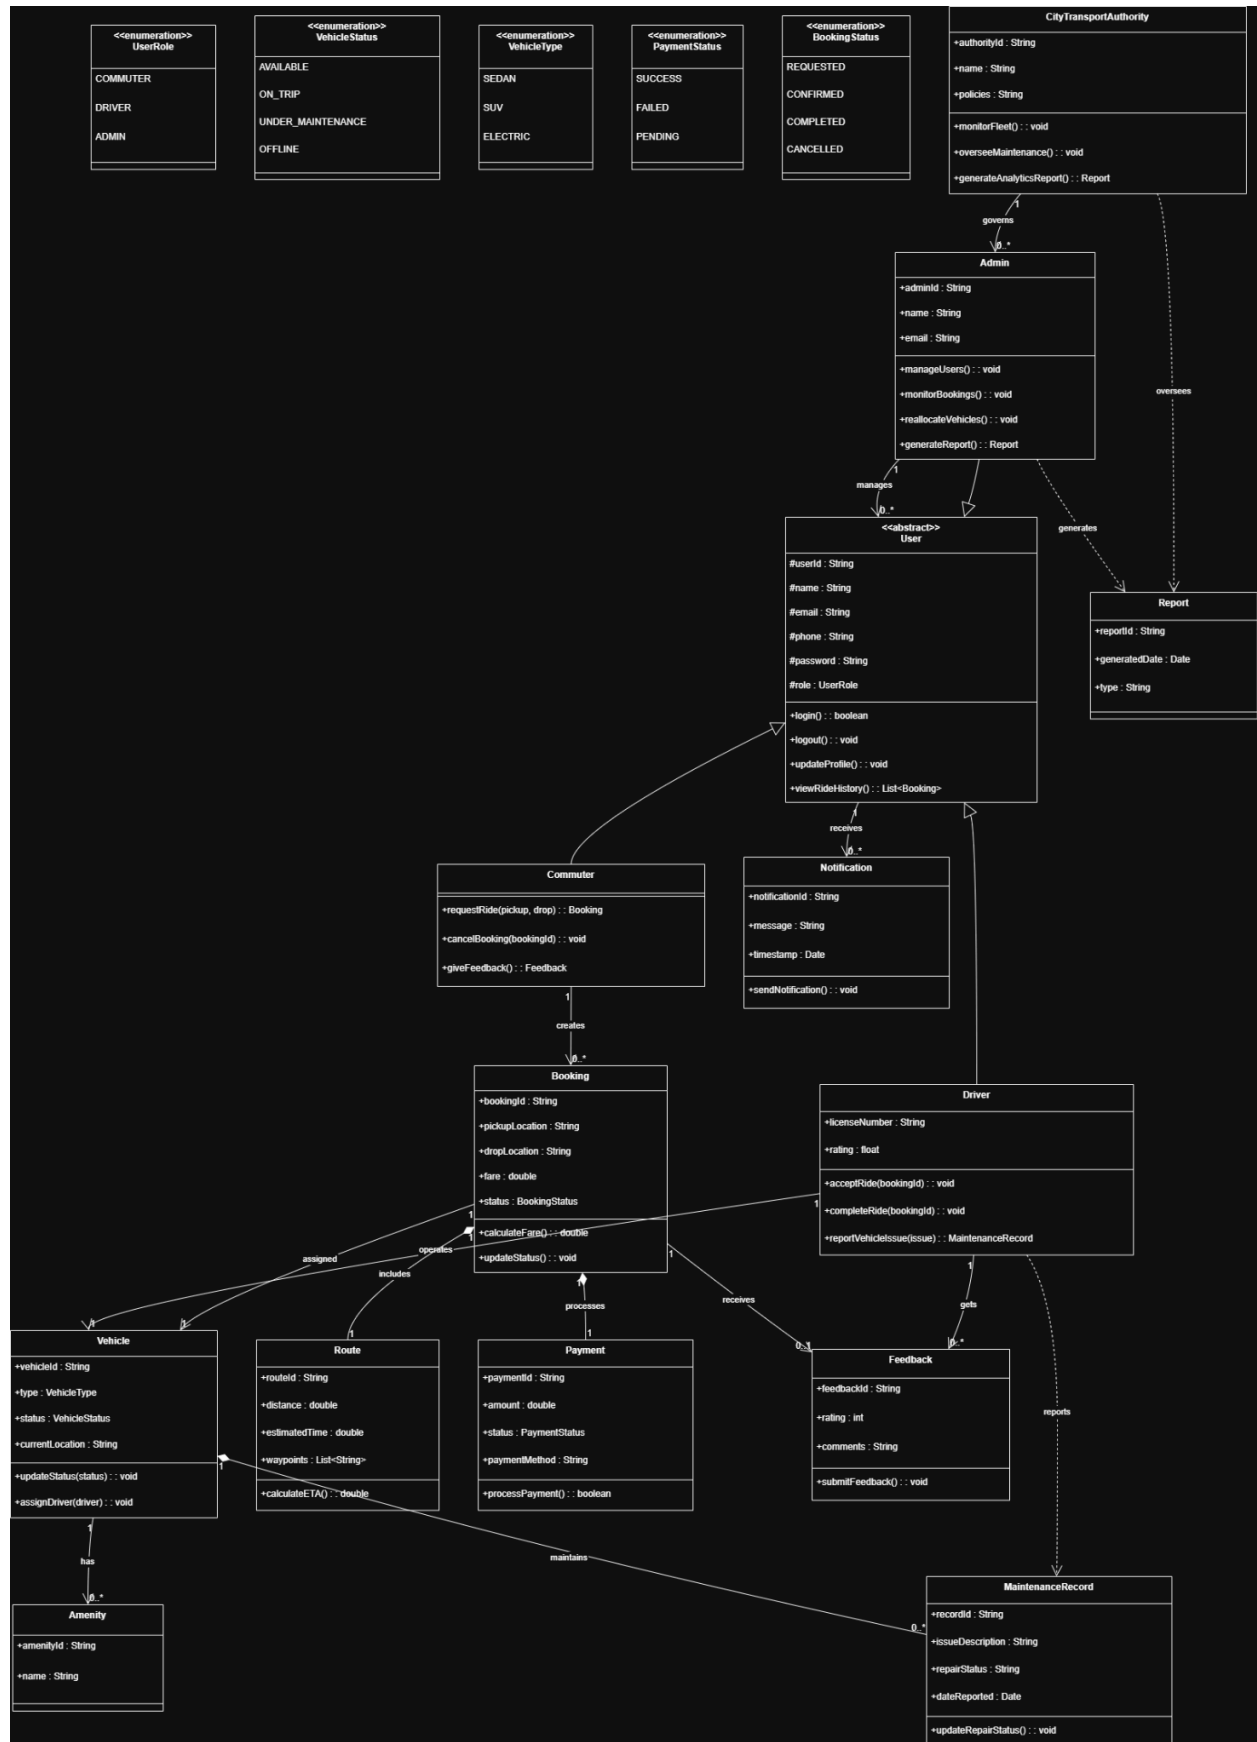 <<enumeration>>
UserRole
COMMUTER
DRIVER
ADMIN
<<enumeration>>
VehicleStatus
AVAILABLE
ON_TRIP
UNDER_MAINTENANCE
OFFLINE
<<enumeration>>
VehicleType
SEDAN
SUV
ELECTRIC
<<enumeration>>
PaymentStatus
SUCCESS
FAILED
PENDING
<<enumeration>>
BookingStatus
REQUESTED
CONFIRMED
COMPLETED
CANCELLED
CityTransportAuthority
+authorityId : String
+name : String
+policies : String
+monitorFleet() : : void
+overseeMaintenance() : : void
+generateAnalyticsReport() : : Report
1
governs
0..*
Admin
+adminId : String
+name : String
+email : String
+manageUsers() : : void
+monitorBookings() : : void
+reallocateVehicles() : : void
+generateReport() : : Report
oversees
1
manages
0..*
generates
<<abstract>>
User
#userId : String
#name : String
#email : String
#phone : String
#password : String
#role : UserRole
+login() : : boolean
+logout() : : void
+updateProfile() : : void
+viewRideHistory() : : List<Booking>
Report
+reportId : String
+generatedDate : Date
+type : String
1
receives
0..*
Commuter
+requestRide(pickup, drop) : : Booking
+cancelBooking(bookingId) : : void
+giveFeedback() : : Feedback
Notification
+notificationId : String
+message : String
+timestamp : Date
+sendNotification() : : void
1
creates
0..*
Booking
+bookingId : String
+pickupLocation : String
+dropLocation : String
+fare : double
+status : BookingStatus
+calculateFare() : : double
+updateStatus() : : void
Driver
+licenseNumber : String
+rating : float
+acceptRide(bookingId) : : void
+completeRide(bookingId) : : void
+reportVehicleIssue(issue) : : MaintenanceRecord
1
assigned
1
1
operates
1
1
includes
1
1
processes
1
1
receives
0..1
1
gets
0..*
reports
Vehicle
+vehicleId : String
+type : VehicleType
+status : VehicleStatus
+currentLocation : String
+updateStatus(status) : : void
+assignDriver(driver) : : void
Route
+routeId : String
+distance : double
+estimatedTime : double
+waypoints : List<String>
+calculateETA() : : double
Payment
+paymentId : String
+amount : double
+status : PaymentStatus
+paymentMethod : String
+processPayment() : : boolean
Feedback
+feedbackId : String
+rating : int
+comments : String
+submitFeedback() : : void
1
has
0..*
1
maintains
0..*
Amenity
+amenityId : String
+name : String
MaintenanceRecord
+recordId : String
+issueDescription : String
+repairStatus : String
+dateReported : Date
+updateRepairStatus() : : void